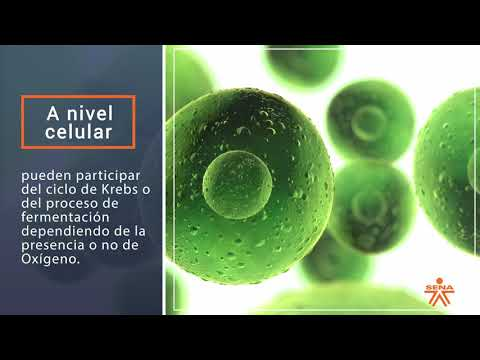 A nivel
celular
pueden participar
del ciclo de Krebs o
del proceso de
fermentación
dependiendo de la
presencia o no de
Oxígeno.
SENA